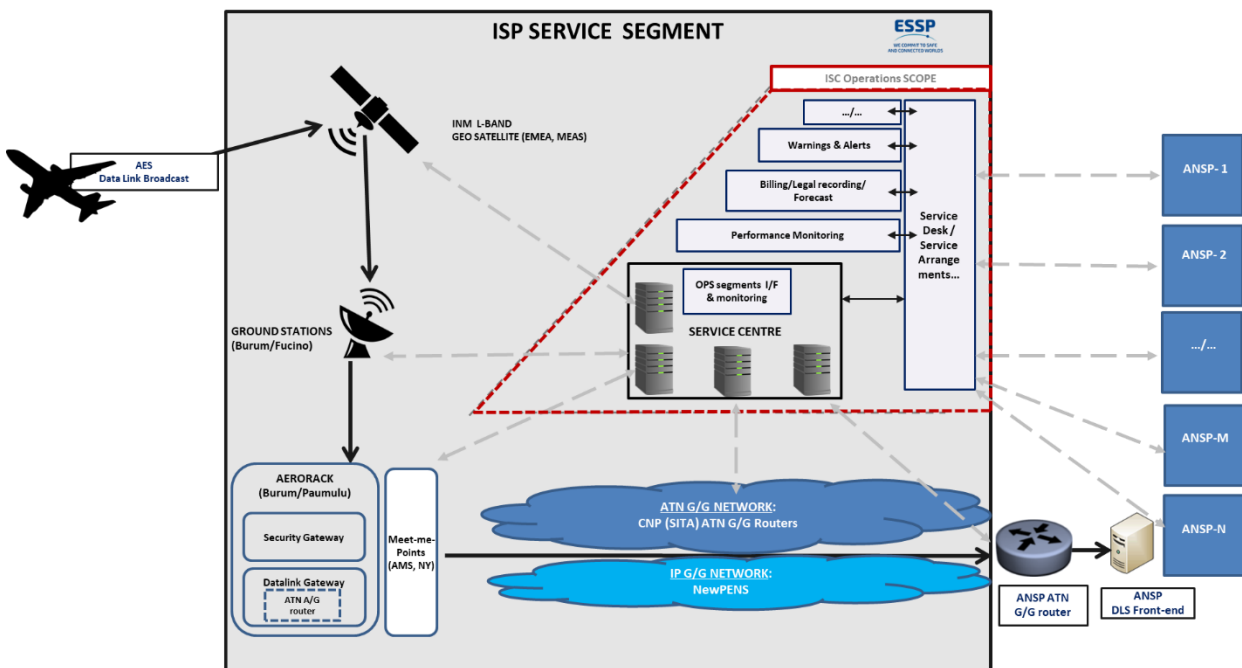 ISP SERVICE SEGMENT
ESSP
WE COMMIT TO SAFE
AND CONNECTED WORLDS
ISC Operations SCOPE
INM L-BAND
GEO SATELLITE (EMEA, MEAS)
.../...
Warnings & Alerts
Billing/Legal recording/
Forecast
Performance Monitoring
Service
Desk /
Service
Arrange
ments...
OPS segments I/F
& monitoring
SERVICE CENTRE
AES
Data Link Broadcast
GROUND STATIONS
(Burum/Fucino)
AERORACK
(Burum/Paumulu)
Security Gateway
Datalink Gateway
ATN A/G
router
Meet-me-
Points
(AMS, NY)
ATN G/G NETWORK:
CNP (SITA) ATN G/G Routers
IP G/G NETWORK:
NewPENS
ANSP ATN
G/G router
ANSP
DLS Front-end
ANSP- 1
ANSP- 2
.../...
ANSP-M
ANSP-N